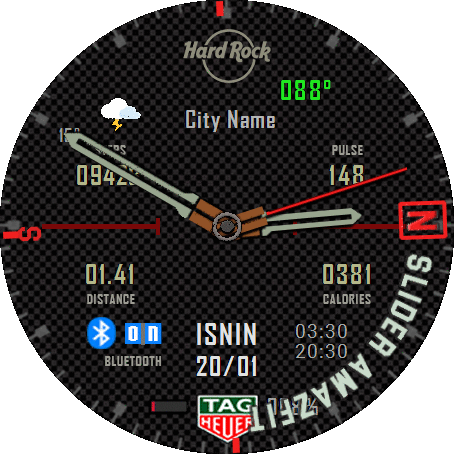 Hard Rock
088°
City Name
PULSE
148
S
N
01.41
DISTANCE
0381
CALORIES
on
BLUETOOTH
ISNIN
20/01
03:30
20:30
SLIDER AMAZFIT
TAG
HEUER